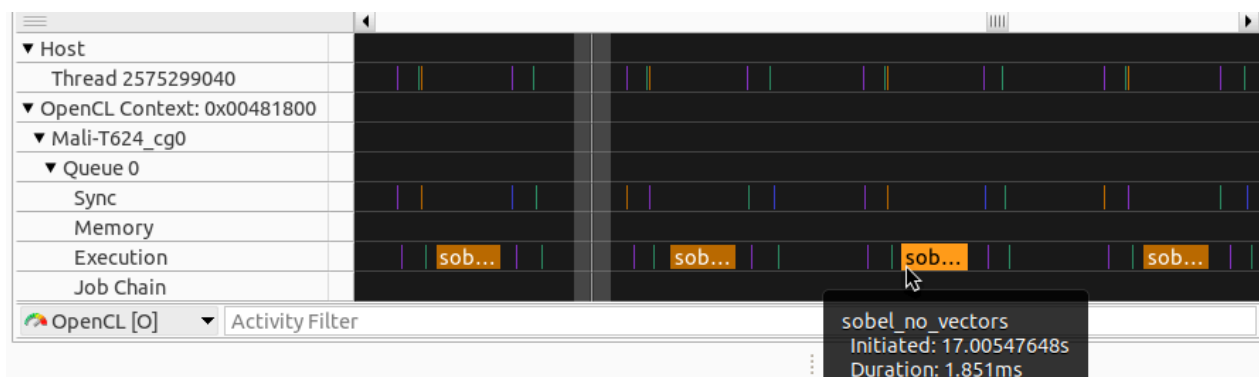 ▼ Host
Thread 2575299040
▼ OpenCL Context: 0x00481800
▼ Mali-T624_cg0
▼ Queue 0
Sync
Memory
Execution sob... sob... sob... sob...
Job Chain
OpenCL [O] ▼ Activity Filter
sobel_no_vectors
Initiated: 17.00547648s
Duration: 1.851ms